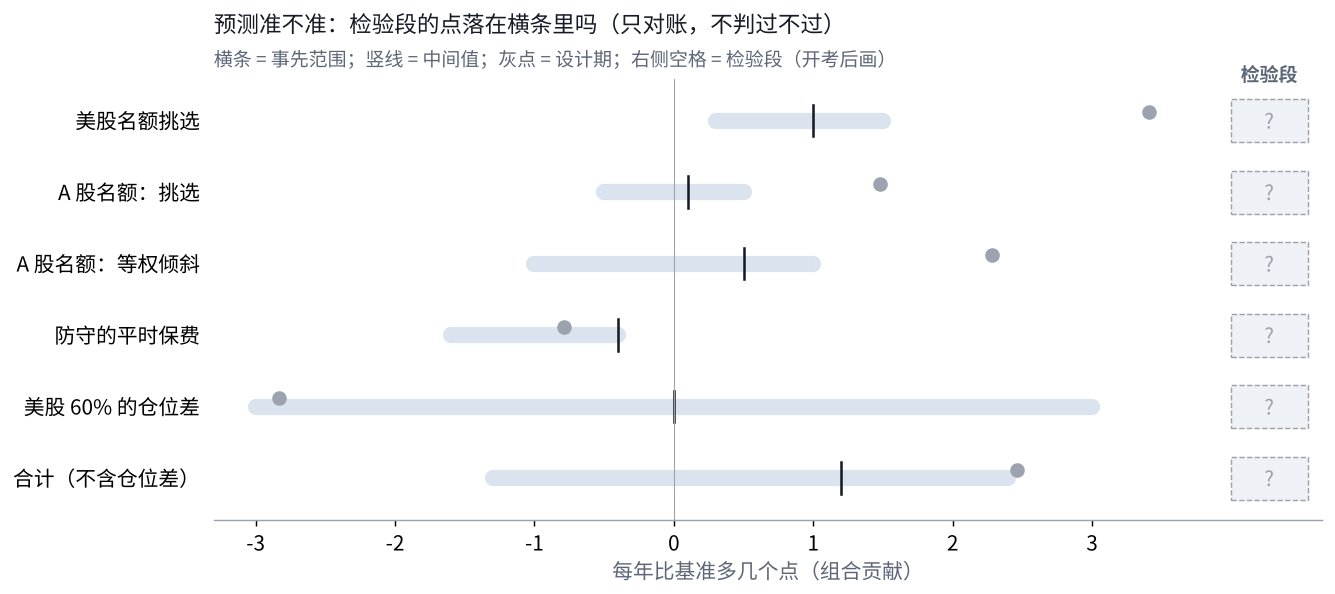 预测准不准：检验段的点落在横条里吗（只对账，不判过不过）
横条 = 事先范围；竖线 = 中间值；灰点 = 设计期；右侧空格 = 检验段（开考后画）
检验段
美股名额挑选
?
A 股名额：挑选
?
A 股名额：等权倾斜
?
防守的平时保费
?
美股 60% 的仓位差
?
合计（不含仓位差）
?
-3 -2 -1 0 1 2 3
每年比基准多几个点（组合贡献）